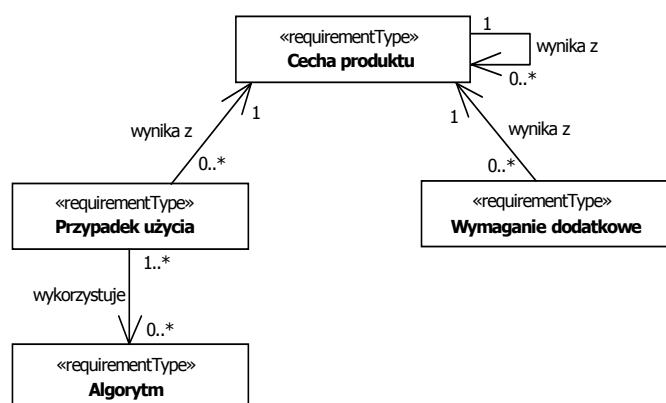 «requirementType»
Cecha produktu
1
wynika z
0..*
1
wynika z
0..*
1
wynika z
0..*
«requirementType»
Przypadek użycia
«requirementType»
Wymaganie dodatkowe
1..*
wykorzystuje
0..*
«requirementType»
Algorytm